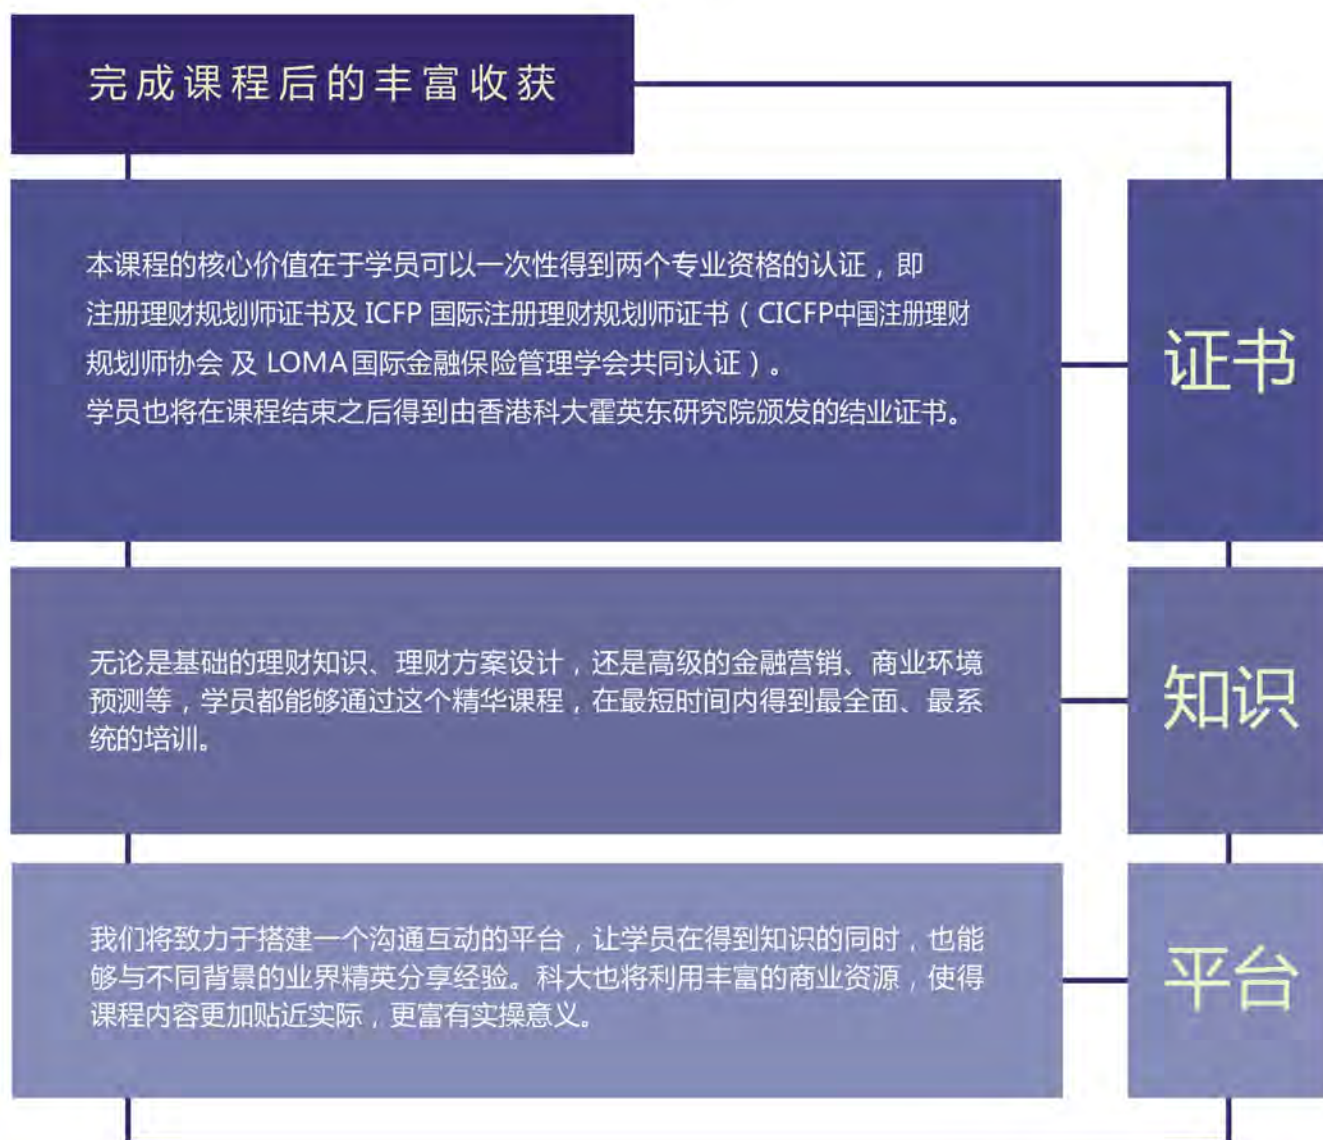 完成课程后的丰富收获
本课程的核心价值在于学员可以一次性得到两个专业资格的认证，即
注册理财规划师证书及 ICFP 国际注册理财规划师证书（CICFP中国注册理财
规划师协会 及 LOMA国际金融保险管理学会共同认证）。
学员也将在课程结束之后得到由香港科大霍英东研究院颁发的结业证书。
证书
无论是基础的理财知识、理财方案设计，还是高级的金融营销、商业环境
预测等，学员都能够通过这个精华课程，在最短时间内得到最全面、最系
统的培训。
知识
我们将致力于搭建一个沟通互动的平台，让学员在得到知识的同时，也能
够与不同背景的业界精英分享经验。科大也将利用丰富的商业资源，使得
课程内容更加贴近实际，更富有实操意义。
平台